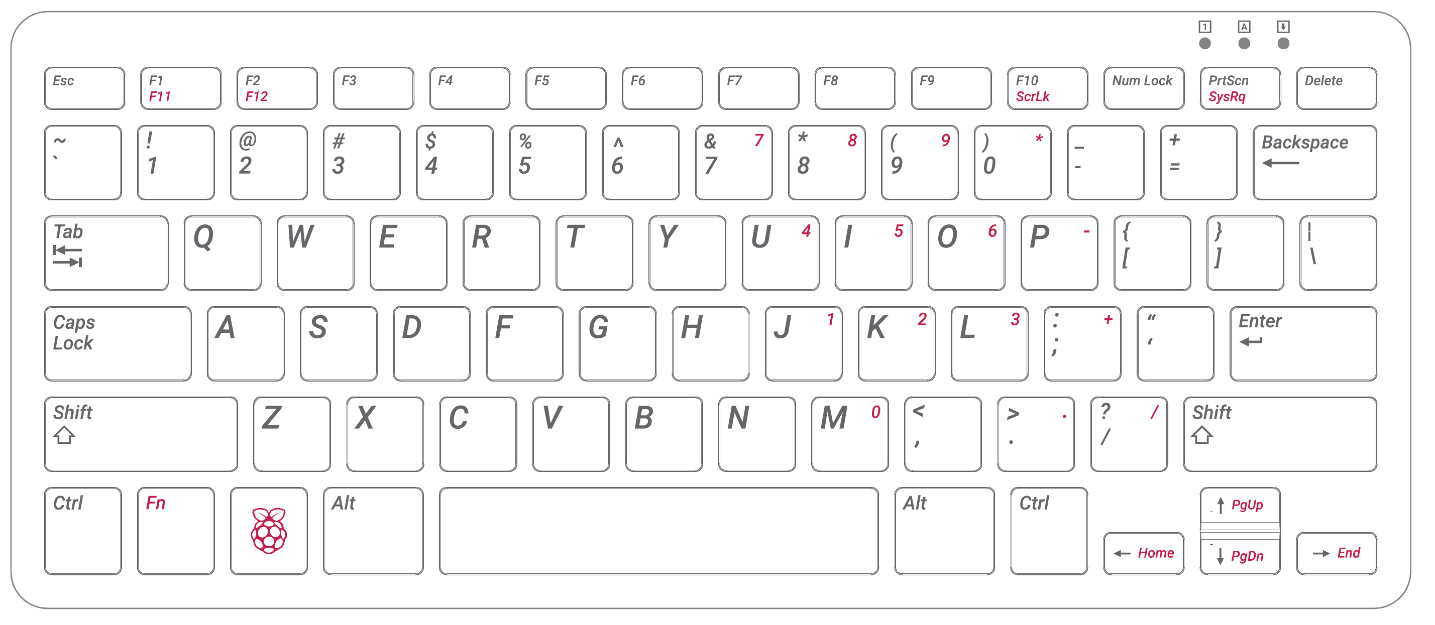 1 A
Esc F1 F2 F3 F4 F5 F6 F7 F8 F9 F10 Num Lock PrtScn Delete
F11 F12 ScrLk SysRq
~ ! @ # $ % ^ & 7 * 8 ( 9 ) * _ + Backspace
` 1 2 3 4 5 6 7 8 9 0 - = ←
Tab Q W E R T Y U 4 I 5 O 6 P - { } ¦
[ ] \
Caps A S D F G H J 1 K 2 L 3 : + “ Enter
Lock ; ‘
Shift Z X C V B N M 0 < > . ? / Shift
, . /
Ctrl Fn Alt Alt Ctrl ↑ PgUp
← Home ↓ PgDn → End